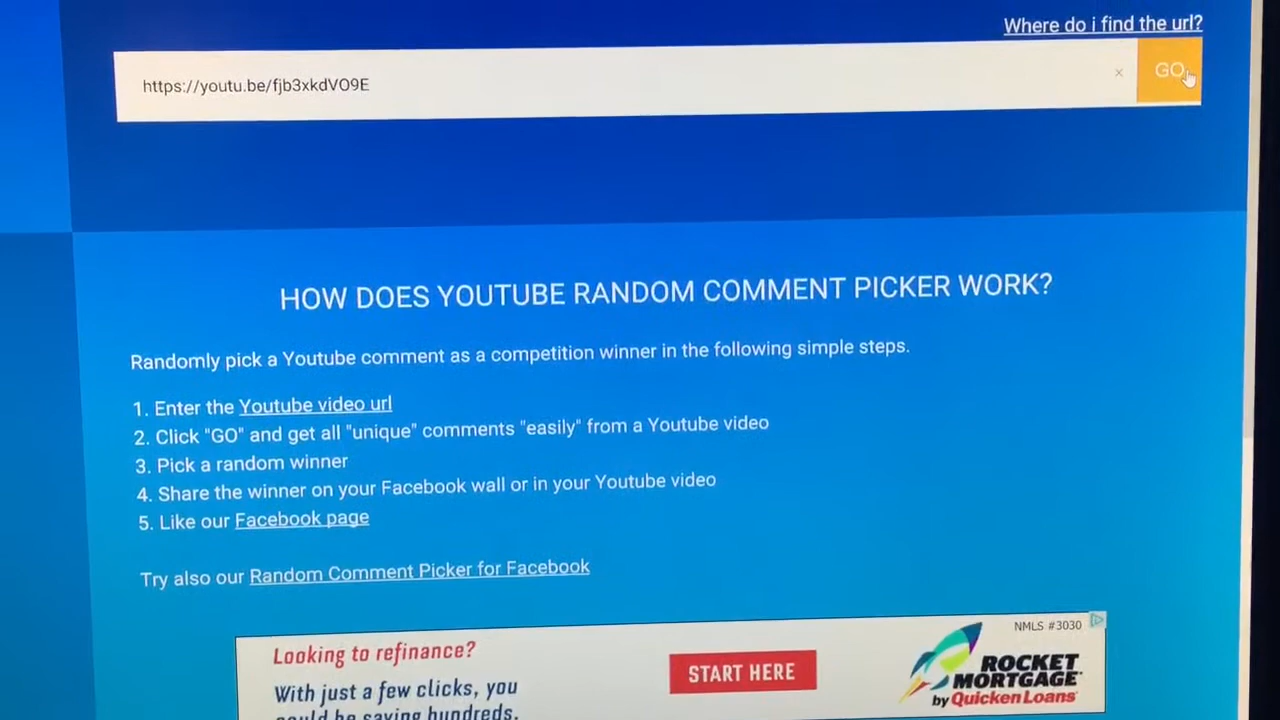 Where do i find the url?
https://youtu.be/fjb3xkdVO9E
×
GO
HOW DOES YOUTUBE RANDOM COMMENT PICKER WORK?
Randomly pick a Youtube comment as a competition winner in the following simple steps.
1. Enter the Youtube video url
2. Click "GO" and get all "unique" comments "easily" from a Youtube video
3. Pick a random winner
4. Share the winner on your Facebook wall or in your Youtube video
5. Like our Facebook page
Try also our Random Comment Picker for Facebook
NMLS #3030
Looking to refinance?
START HERE
ROCKET
MORTGAGE
by Quicken Loans
With just a few clicks, you
could be saving hundreds.